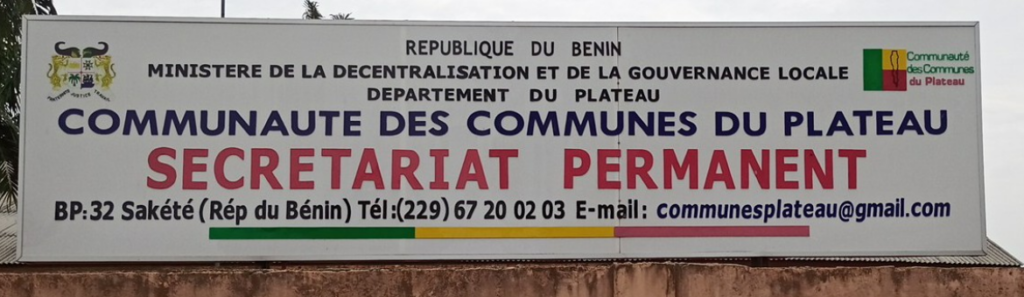 REPUBLIQUE DU BENIN
MINISTERE DE LA DECENTRALISATION ET DE LA GOUVERNANCE LOCALE
DEPARTEMENT DU PLATEAU
COMMUNAUTE DES COMMUNES DU PLATEAU
SECRETARIAT PERMANENT
BP:32 Sakété (Rép du Bénin) Tél:(229) 67 20 02 03 E-mail: communesplateau@gmail.com
Communauté
des Communes
du Plateau